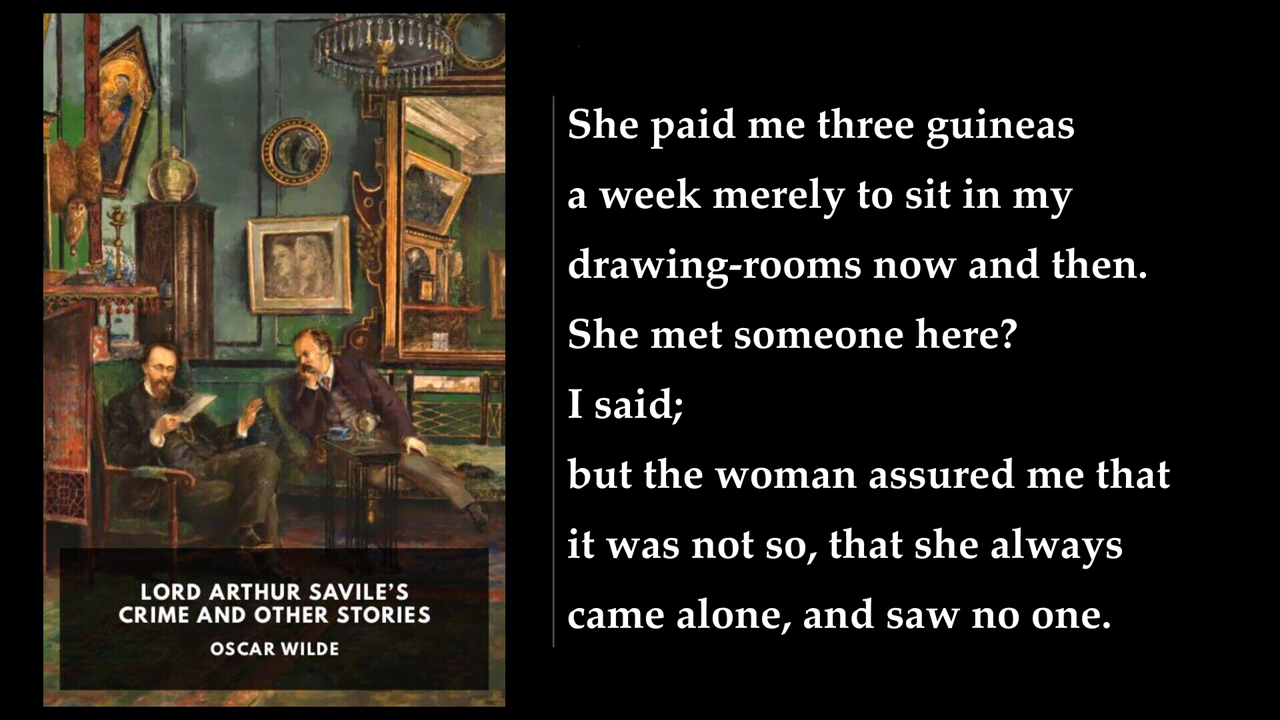 She paid me three guineas
a week merely to sit in my
drawing-rooms now and then.
She met someone here?
I said;
but the woman assured me that
it was not so, that she always
came alone, and saw no one.
LORD ARTHUR SAVILE’S
CRIME AND OTHER STORIES
OSCAR WILDE